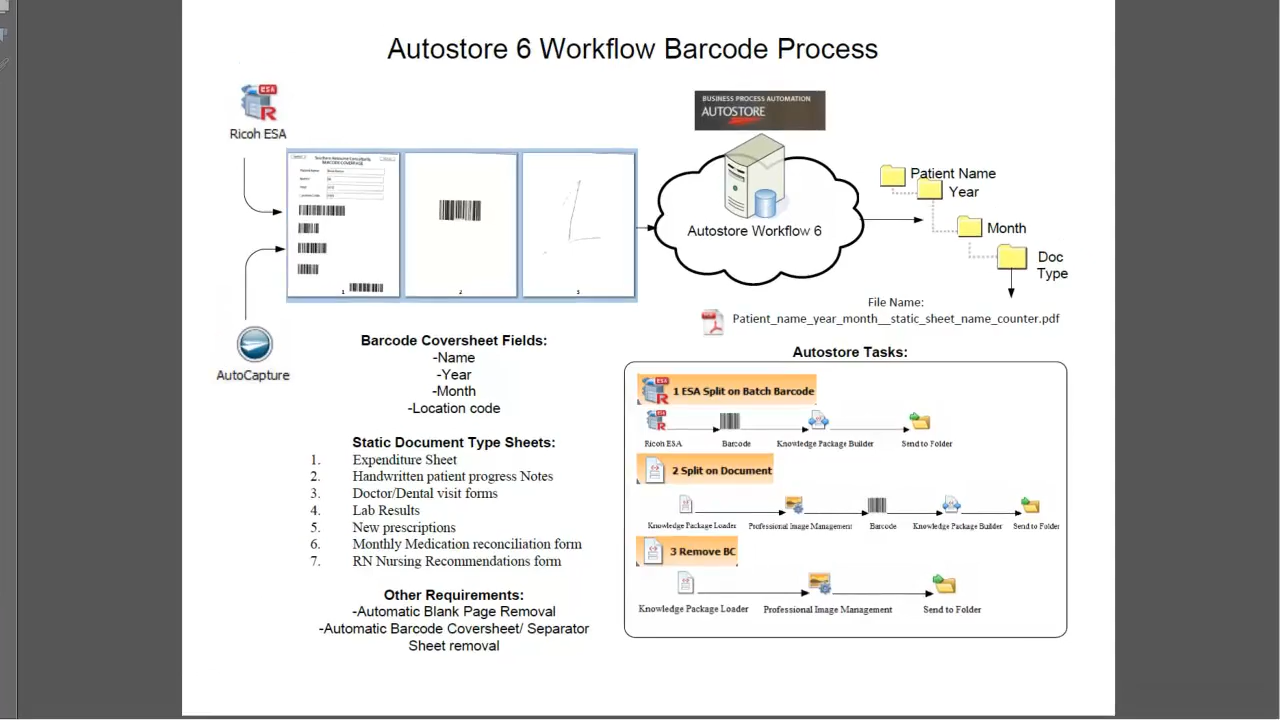 Autostore 6 Workflow Barcode Process
ESA
R
Ricoh ESA
BARCODE COVERPAGE
1
2
3
AutoCapture
BUSINESS PROCESS AUTOMATION
AUTOSTORE
Autostore Workflow 6
Patient Name
Year
Month
Doc
Type
File Name:
Patient_name_year_month__static_sheet_name_counter.pdf
Barcode Coversheet Fields:
-Name
-Year
-Month
-Location code
Static Document Type Sheets:
1. Expenditure Sheet
2. Handwritten patient progress Notes
3. Doctor/Dental visit forms
4. Lab Results
5. New prescriptions
6. Monthly Medication reconciliation form
7. RN Nursing Recommendations form
Other Requirements:
-Automatic Blank Page Removal
-Automatic Barcode Coversheet/ Separator
Sheet removal
Autostore Tasks:
1 ESA Split on Batch Barcode
Ricoh ESA Barcode Knowledge Package Builder Send to Folder
2 Split on Document
Knowledge Package Loader Professional Image Management Barcode Knowledge Package Builder Send to Folder
3 Remove BC
Knowledge Package Loader Professional Image Management Send to Folder